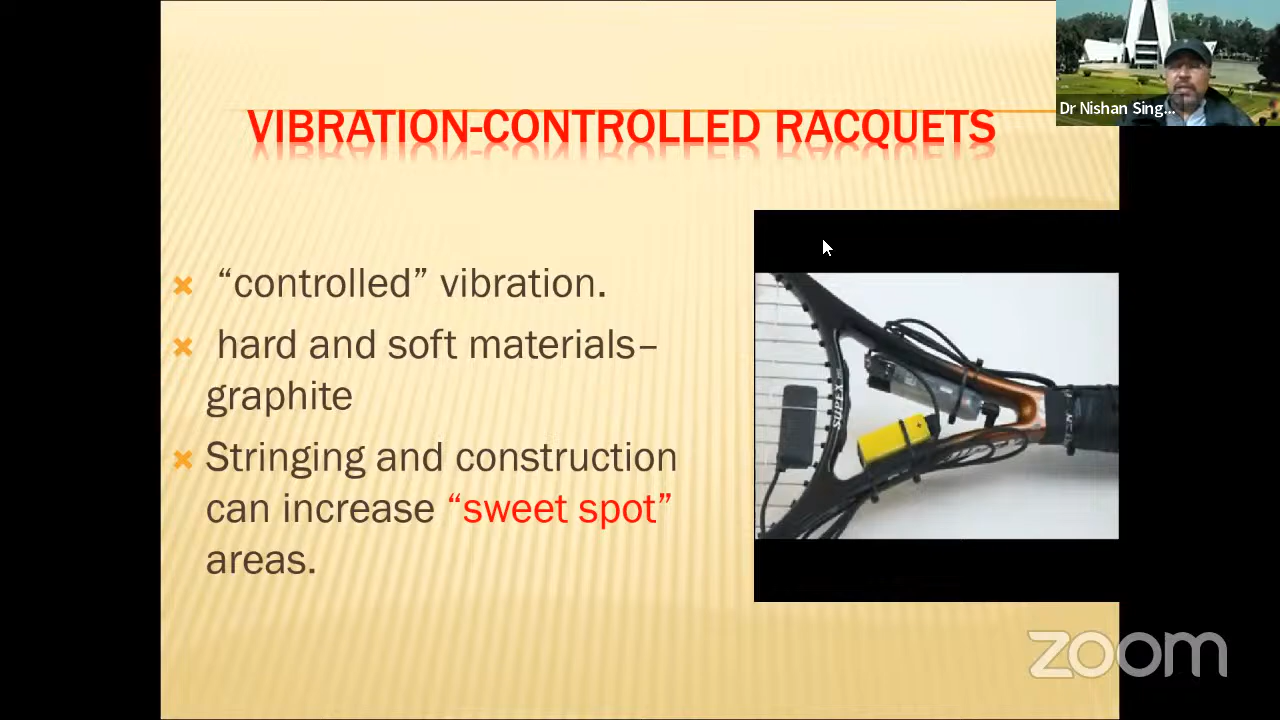 VIBRATION-CONTROLLED RACQUETS
Dr Nishan Sing...
“controlled” vibration.
hard and soft materials–
graphite
Stringing and construction
can increase “sweet spot”
areas.
SUPEX
zoom